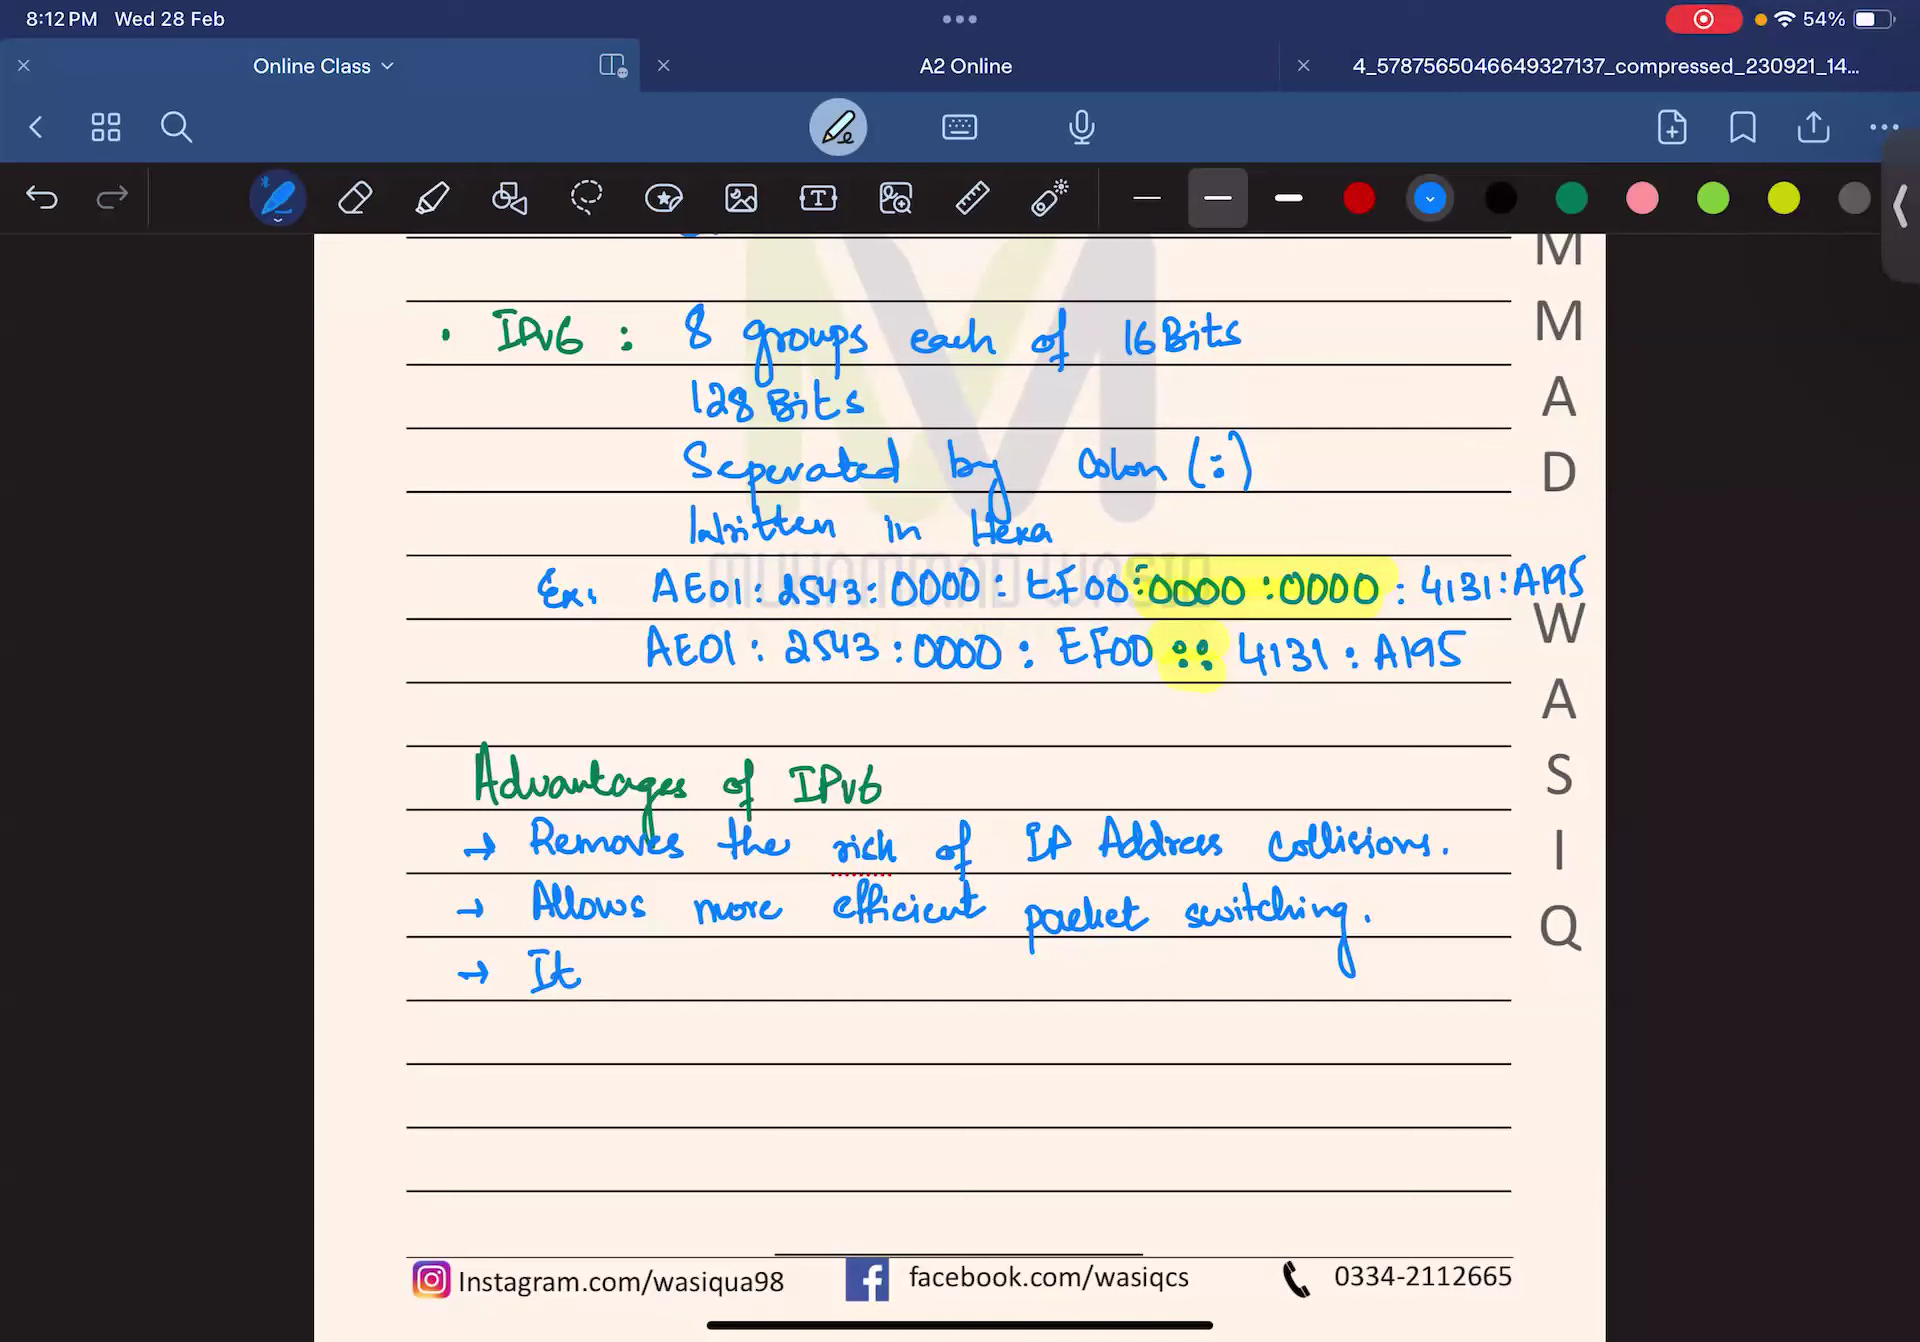 8:12 PM Wed 28 Feb
54%
Online Class
A2 Online
4_5787565046649327137_compressed_230921_14...
• IPv6 : 8 groups each of 16 Bits
128 Bits
Seperated by Colon (:)
Written in Hexa
Ex: AE01 : 2543 : 0000 : EF00 : 0000 : 0000 : 4131 : A195
AE01 : 2543 : 0000 : EF00 :: 4131 : A195
Advantages of IPv6
→ Removes the risk of IP Address collisions.
→ Allows more efficient packet switching.
→ It
MUHAMMAD WASIQ
M
M
A
D
W
A
S
I
Q
Instagram.com/wasiqua98
facebook.com/wasiqcs
0334-2112665